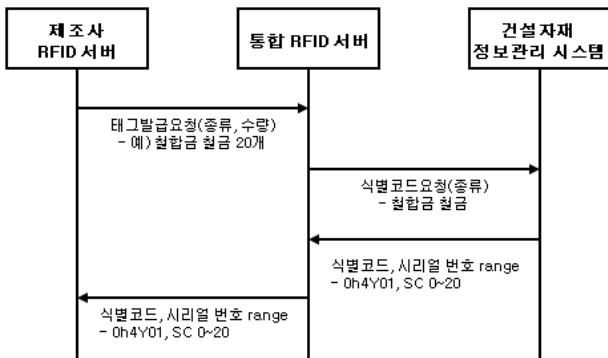 제조사
RFID 서버
통합 RFID 서버
건설자재
정보관리 시스템
태그발급요청(종류, 수량)
- 예) 철합금 철금 20개
식별코드요청(종류)
- 철합금 철금
식별코드, 시리얼 번호 range
- 0h4Y01, SC 0~20
식별코드, 시리얼 번호 range
- 0h4Y01, SC 0~20